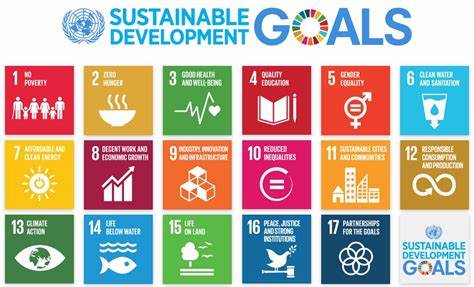 SUSTAINABLE
DEVELOPMENT
GOALS
1 NO
POVERTY
2 ZERO
HUNGER
3 GOOD HEALTH
AND WELL-BEING
4 QUALITY
EDUCATION
5 GENDER
EQUALITY
6 CLEAN WATER
AND SANITATION
7 AFFORDABLE AND
CLEAN ENERGY
8 DECENT WORK AND
ECONOMIC GROWTH
9 INDUSTRY, INNOVATION
AND INFRASTRUCTURE
10 REDUCED
INEQUALITIES
11 SUSTAINABLE CITIES
AND COMMUNITIES
12 RESPONSIBLE
CONSUMPTION
AND PRODUCTION
13 CLIMATE
ACTION
14 LIFE
BELOW WATER
15 LIFE
ON LAND
16 PEACE, JUSTICE
AND STRONG
INSTITUTIONS
17 PARTNERSHIPS
FOR THE GOALS
SUSTAINABLE
DEVELOPMENT
GOALS